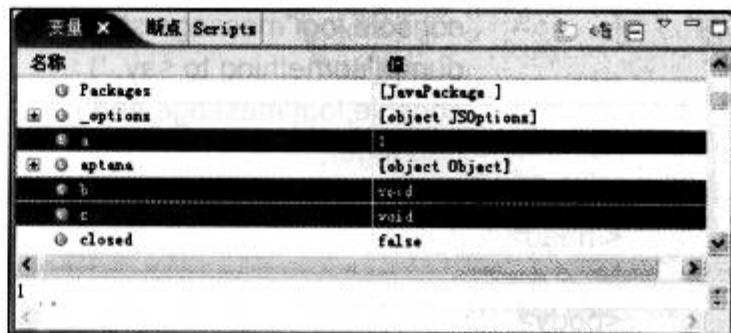 变量 断点 Scripts
名称 值
Packages [JavaPackage ]
_options [object JSOptions]
a 1
aptana [object Object]
b void
c void
closed false
1